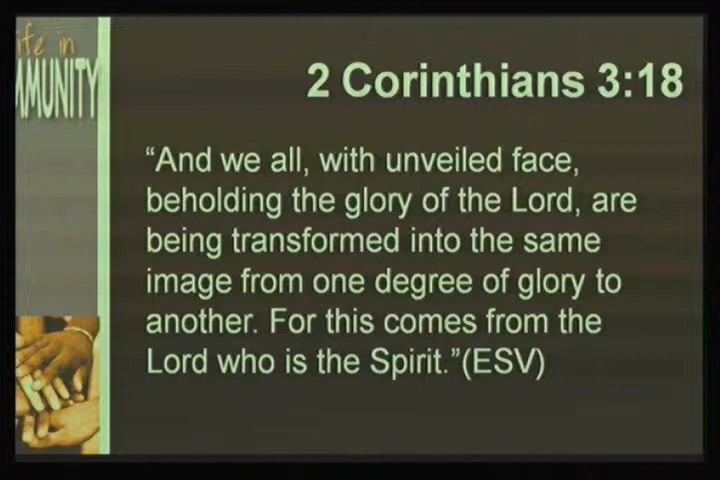 ife in
MMUNITY
2 Corinthians 3:18
“And we all, with unveiled face,
beholding the glory of the Lord, are
being transformed into the same
image from one degree of glory to
another. For this comes from the
Lord who is the Spirit.”(ESV)